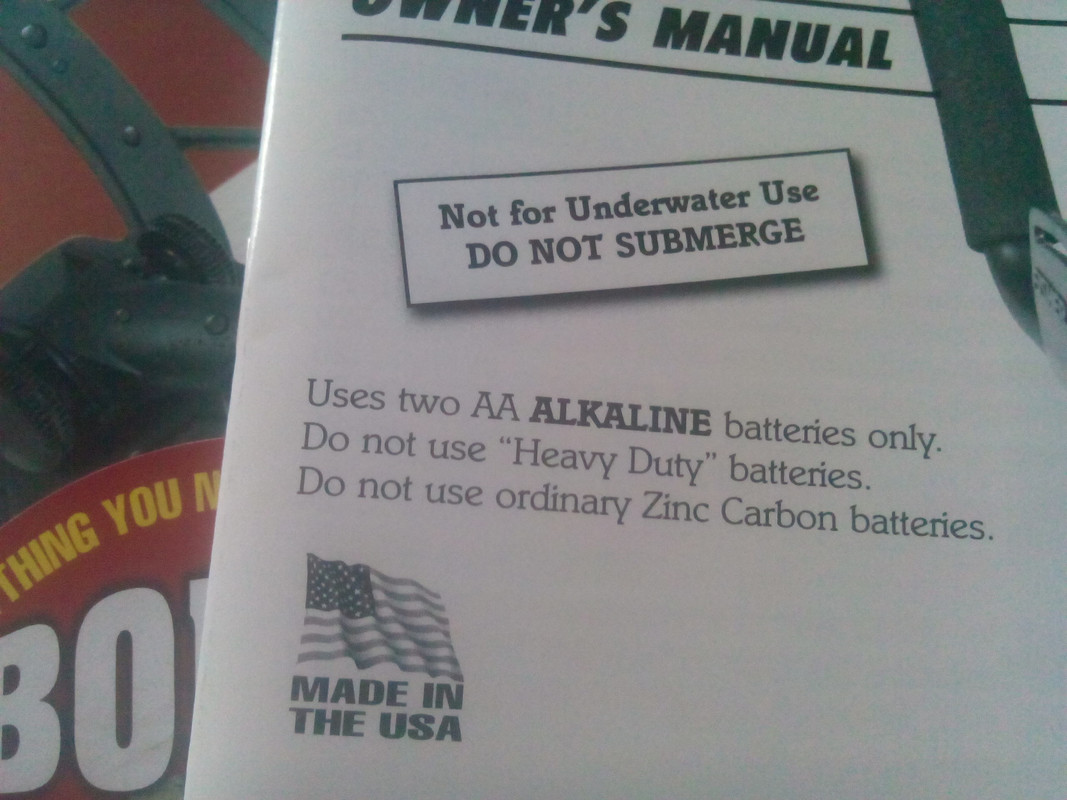 OWNER'S MANUAL
Not for Underwater Use
DO NOT SUBMERGE
Uses two AA ALKALINE batteries only.
Do not use “Heavy Duty” batteries.
Do not use ordinary Zinc Carbon batteries.
MADE IN
THE USA
THING YOU N
BO